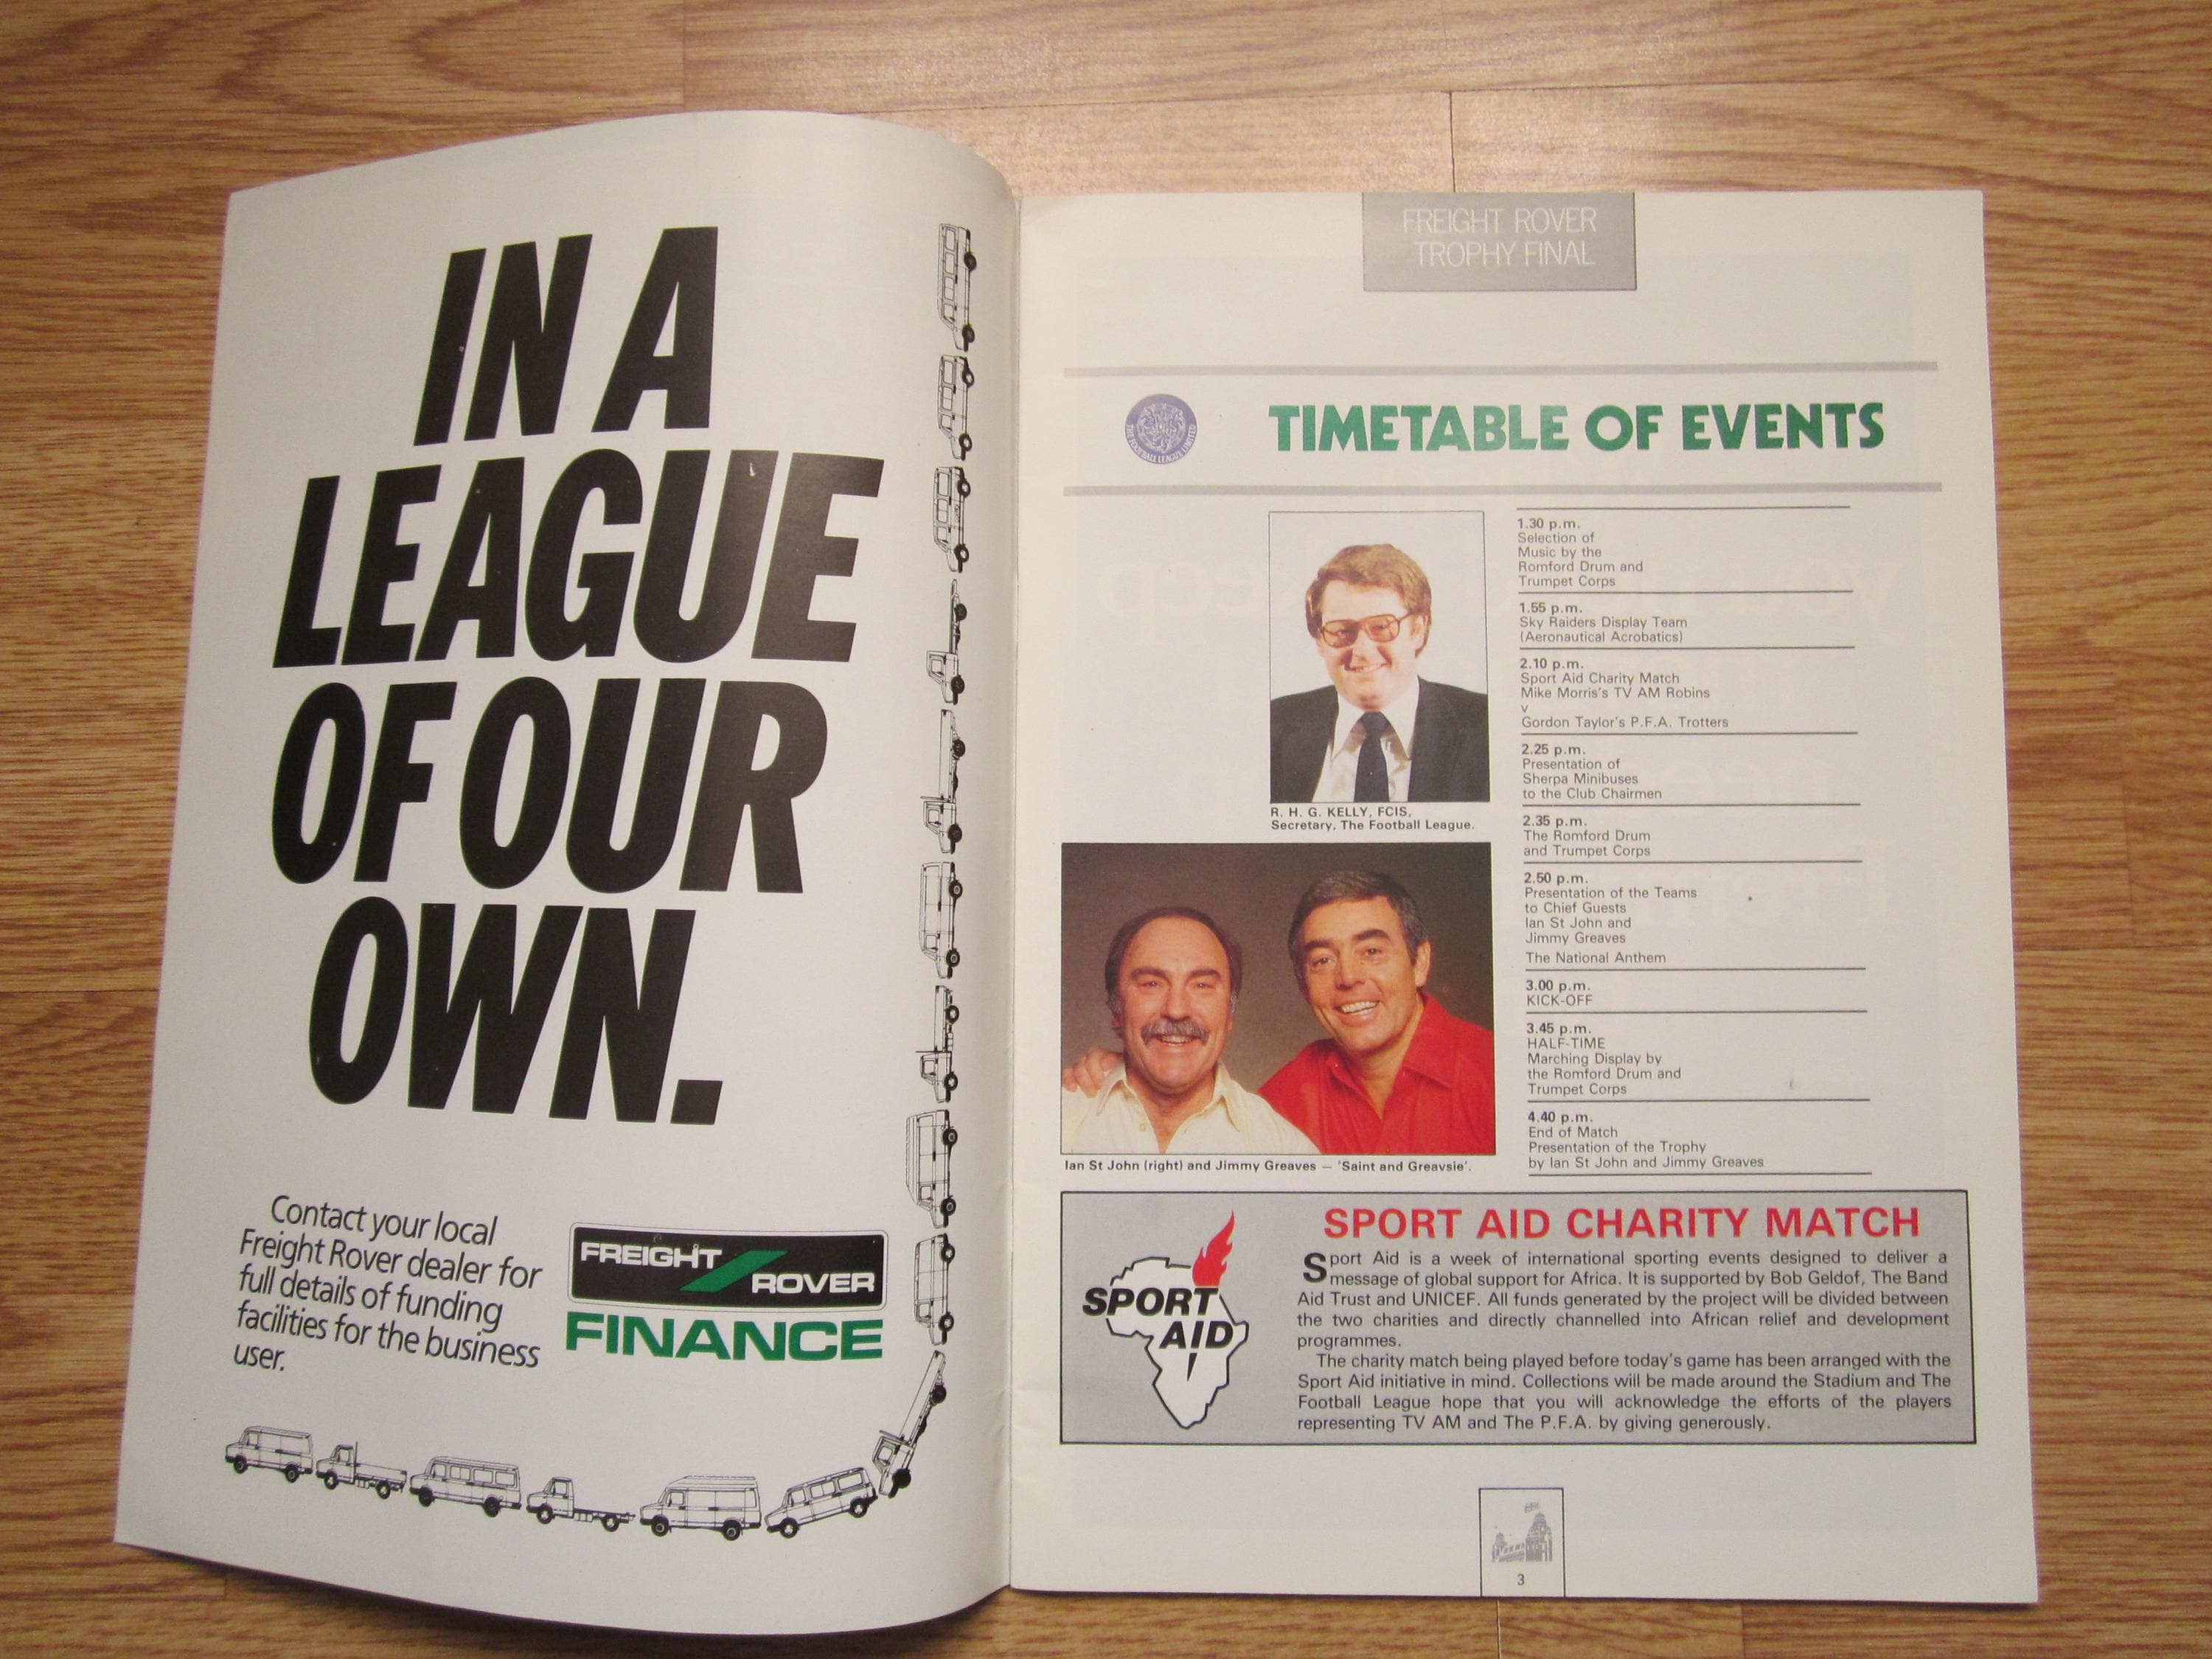 IN A
LEAGUE
OF OUR
OWN.
Contact your local
Freight Rover dealer for
full details of funding
facilities for the business
user.
FREIGHT
ROVER
FINANCE
FREIGHT ROVER
TROPHY FINAL
TIMETABLE OF EVENTS
R. H. G. KELLY, FCIS,
Secretary, The Football League.
Ian St John (right) and Jimmy Greaves – 'Saint and Greavsie'.
1.30 p.m.
Selection of
Music by the
Romford Drum and
Trumpet Corps
1.55 p.m.
Sky Raiders Display Team
(Aeronautical Acrobatics)
2.10 p.m.
Sport Aid Charity Match
Mike Morris's TV AM Robins
v
Gordon Taylor's P.F.A. Trotters
2.25 p.m.
Presentation of
Sherpa Minibuses
to the Club Chairmen
2.35 p.m.
The Romford Drum
and Trumpet Corps
2.50 p.m.
Presentation of the Teams
to Chief Guests
Ian St John and
Jimmy Greaves
The National Anthem
3.00 p.m.
KICK-OFF
3.45 p.m.
HALF-TIME
Marching Display by
the Romford Drum and
Trumpet Corps
4.40 p.m.
End of Match
Presentation of the Trophy
by Ian St John and Jimmy Greaves
SPORT
AID
SPORT AID CHARITY MATCH
Sport Aid is a week of international sporting events designed to deliver a
message of global support for Africa. It is supported by Bob Geldof, The Band
Aid Trust and UNICEF. All funds generated by the project will be divided between
the two charities and directly channelled into African relief and development
programmes.
The charity match being played before today's game has been arranged with the
Sport Aid initiative in mind. Collections will be made around the Stadium and The
Football League hope that you will acknowledge the efforts of the players
representing TV AM and The P.F.A. by giving generously.
3